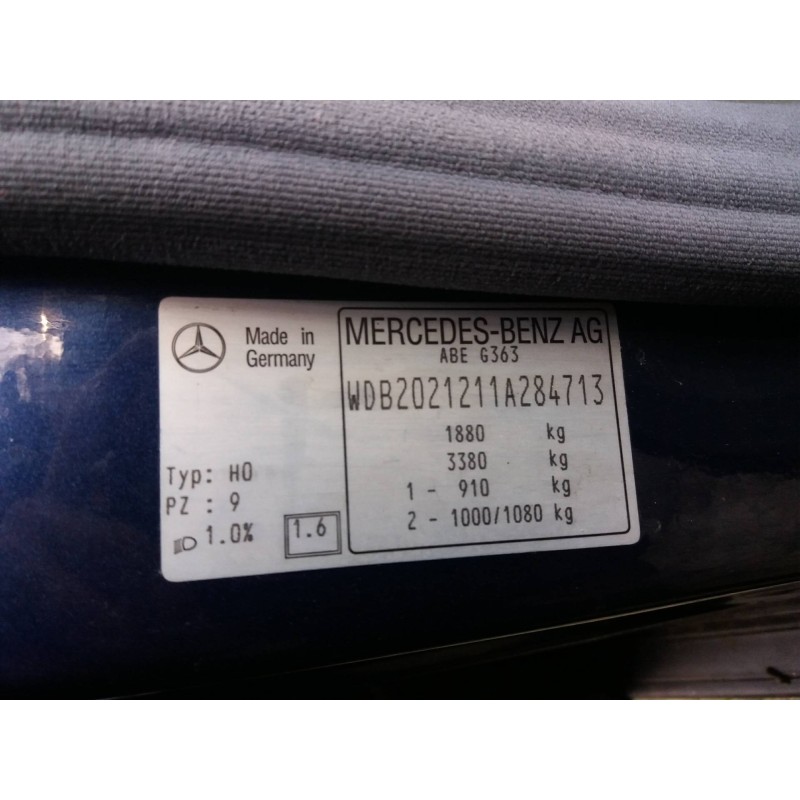 Made in
Germany
Typ: HO
PZ : 9
1.0%
1.6
MERCEDES-BENZ AG
ABE G363
WDB2021211A284713
1880 kg
3380 kg
1 - 910 kg
2 - 1000/1080 kg